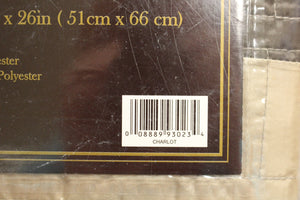 x 26in ( 51cm x 66 cm)
ester
Polyester
0 08889 93023 4
CHARLOT